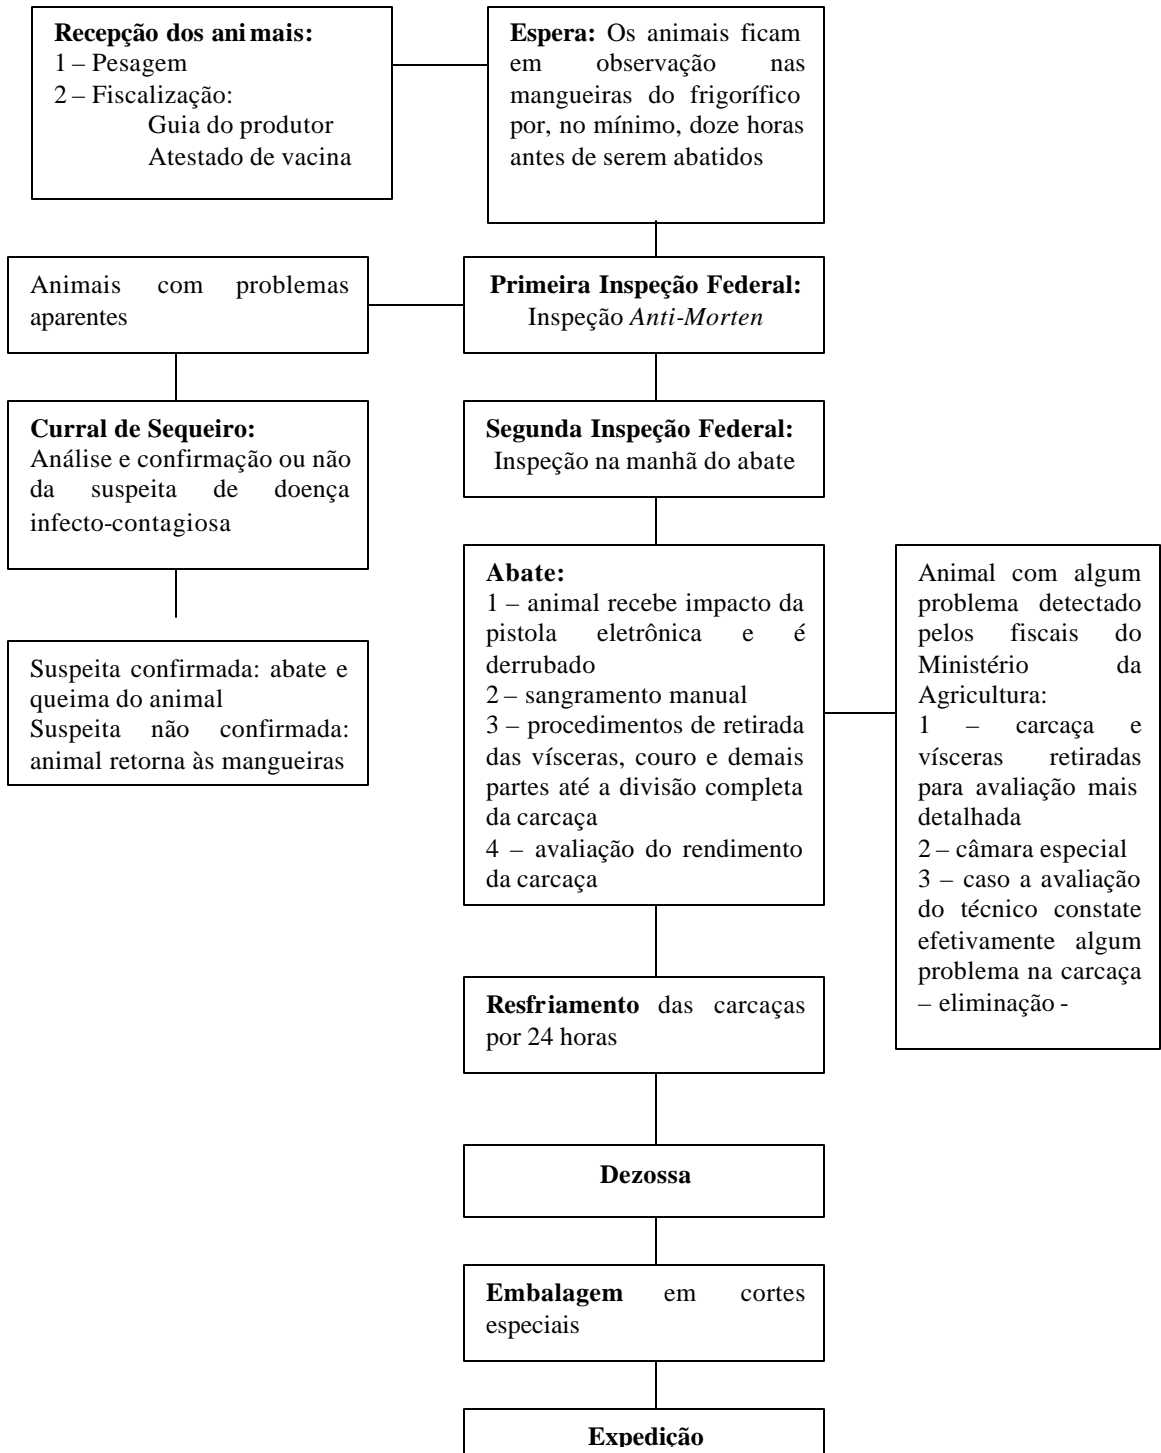 Recepção dos animais:
1 – Pesagem
2 – Fiscalização:
Guia do produtor
Atestado de vacina
Espera: Os animais ficam
em observação nas
mangueiras do frigorífico
por, no mínimo, doze horas
antes de serem abatidos
Animais com problemas
aparentes
Primeira Inspeção Federal:
Inspeção Anti-Morten
Curral de Sequeiro:
Análise e confirmação ou não
da suspeita de doença
infecto-contagiosa
Segunda Inspeção Federal:
Inspeção na manhã do abate
Suspeita confirmada: abate e
queima do animal
Suspeita não confirmada:
animal retorna às mangueiras
Abate:
1 – animal recebe impacto da
pistola eletrônica e é
derrubado
2 – sangramento manual
3 – procedimentos de retirada
das vísceras, couro e demais
partes até a divisão completa
da carcaça
4 – avaliação do rendimento
da carcaça
Animal com algum
problema detectado
pelos fiscais do
Ministério da
Agricultura:
1 – carcaça e
vísceras retiradas
para avaliação mais
detalhada
2 – câmara especial
3 – caso a avaliação
do técnico constate
efetivamente algum
problema na carcaça
– eliminação -
Resfriamento das carcaças
por 24 horas
Dezossa
Embalagem em cortes
especiais
Expedição